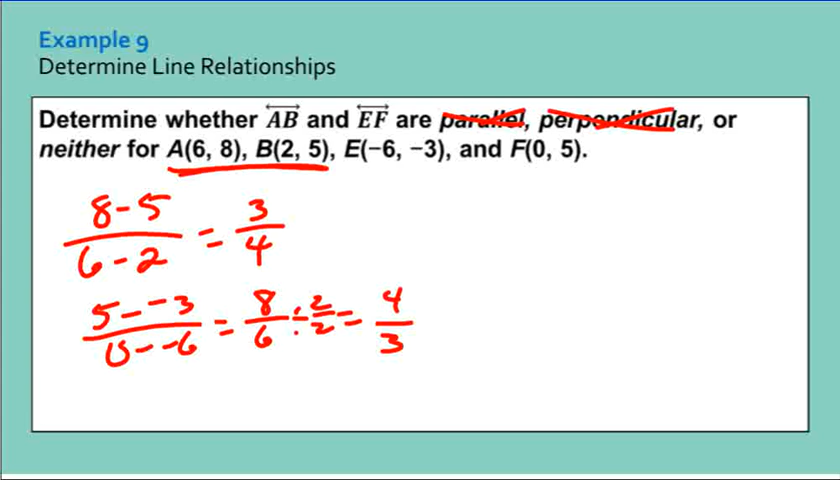 Example 9
Determine Line Relationships
Determine whether AB and EF are parallel, perpendicular, or
neither for A(6, 8), B(2, 5), E(−6, −3), and F(0, 5).
8-5/6-2 = 3/4
5--3/0--6 = 8/6 ÷ 2/2 = 4/3